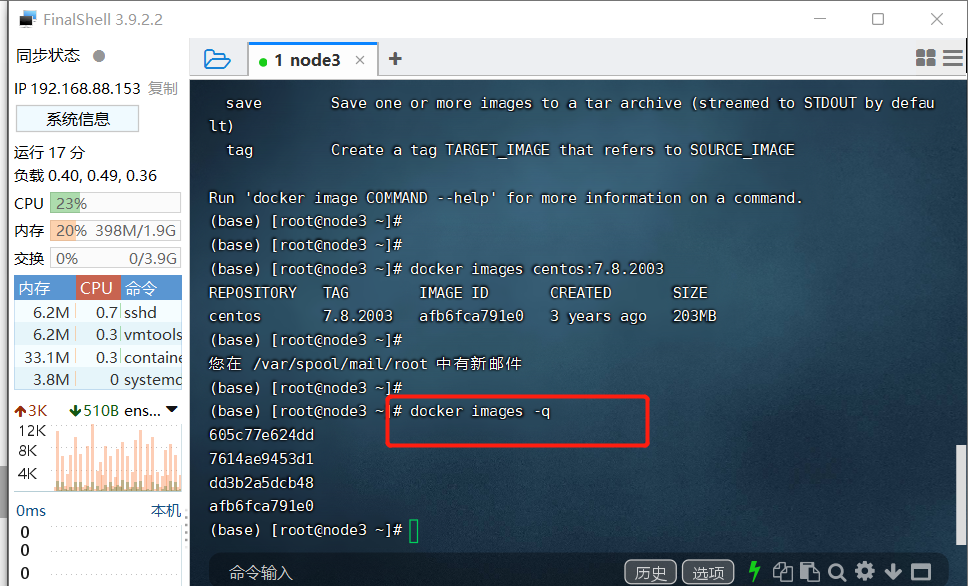 FinalShell 3.9.2.2
同步状态
IP 192.168.88.153 复制
系统信息
运行 17 分
负载 0.40, 0.49, 0.36
CPU 23%
内存 20% 398M/1.9G
交换 0% 0/3.9G
内存 CPU 命令
6.2M 0.7 sshd
6.2M 0.3 vmtools
33.1M 0.3 containe
3.8M 0 systemd
3K 510B ens...
12K
8K
4K
0ms 本机
0
0
0
1 node3
save Save one or more images to a tar archive (streamed to STDOUT by defau
lt)
tag Create a tag TARGET_IMAGE that refers to SOURCE_IMAGE
Run 'docker image COMMAND --help' for more information on a command.
(base) [root@node3 ~]#
(base) [root@node3 ~]#
(base) [root@node3 ~]# docker images centos:7.8.2003
REPOSITORY TAG IMAGE ID CREATED SIZE
centos 7.8.2003 afb6fca791e0 3 years ago 203MB
(base) [root@node3 ~]#
您在 /var/spool/mail/root 中有新邮件
(base) [root@node3 ~]#
(base) [root@node3 ~]# docker images -q
605c77e624dd
7614ae9453d1
dd3b2a5dcb48
afb6fca791e0
(base) [root@node3 ~]#
命令输入 历史 选项